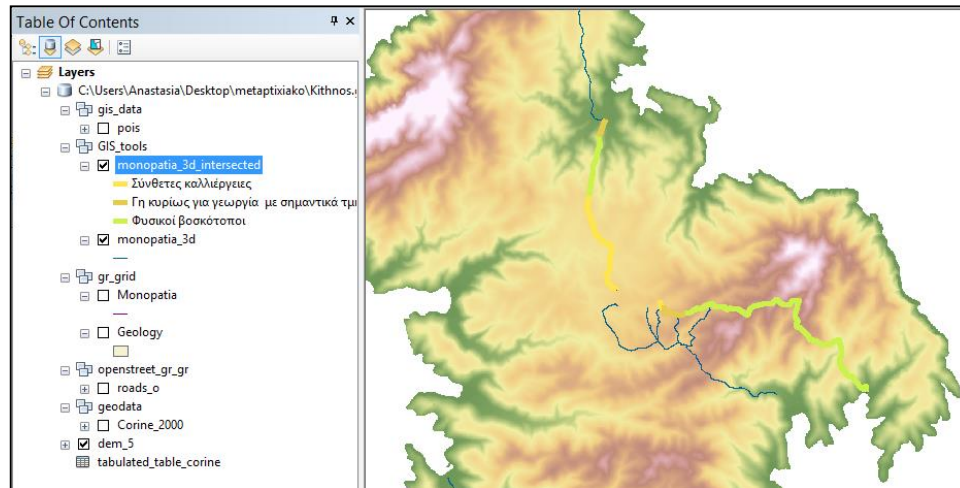 Table Of Contents
Layers
C:\Users\Anastasia\Desktop\metaptixiako\Kithnos.
gis_data
pois
GIS_tools
monopatia_3d_intersected
Σύνθετες καλλιέργειες
Γη κυρίως για γεωργία με σημαντικά
Φυσικοί βοσκότοποι
monopatia_3d
gr_grid
Monopatia
Geology
openstreet_gr_gr
roads_o
geodata
Corine_2000
dem_5
tabulated_table_corine